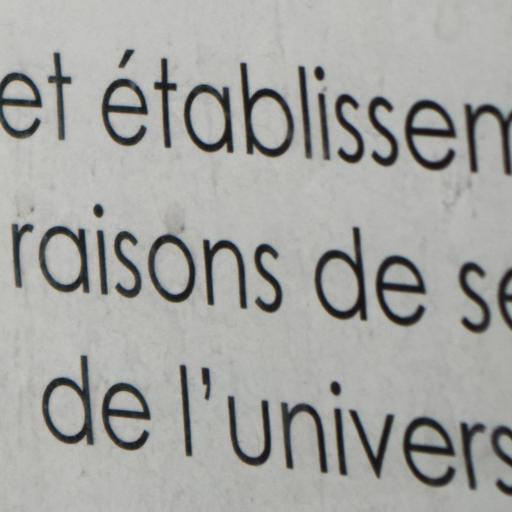 et établissem
raisons de se
de l'univers